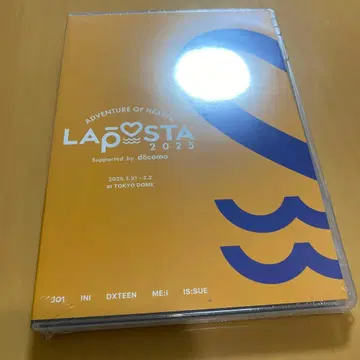 ADVENTURE OF HEART
LAPOSTA
2025
Supported by döcomo
2025.1.31 - 2.2
at TOKYO DOME
JO1 INI DXTEEN ME:I IS:SUE